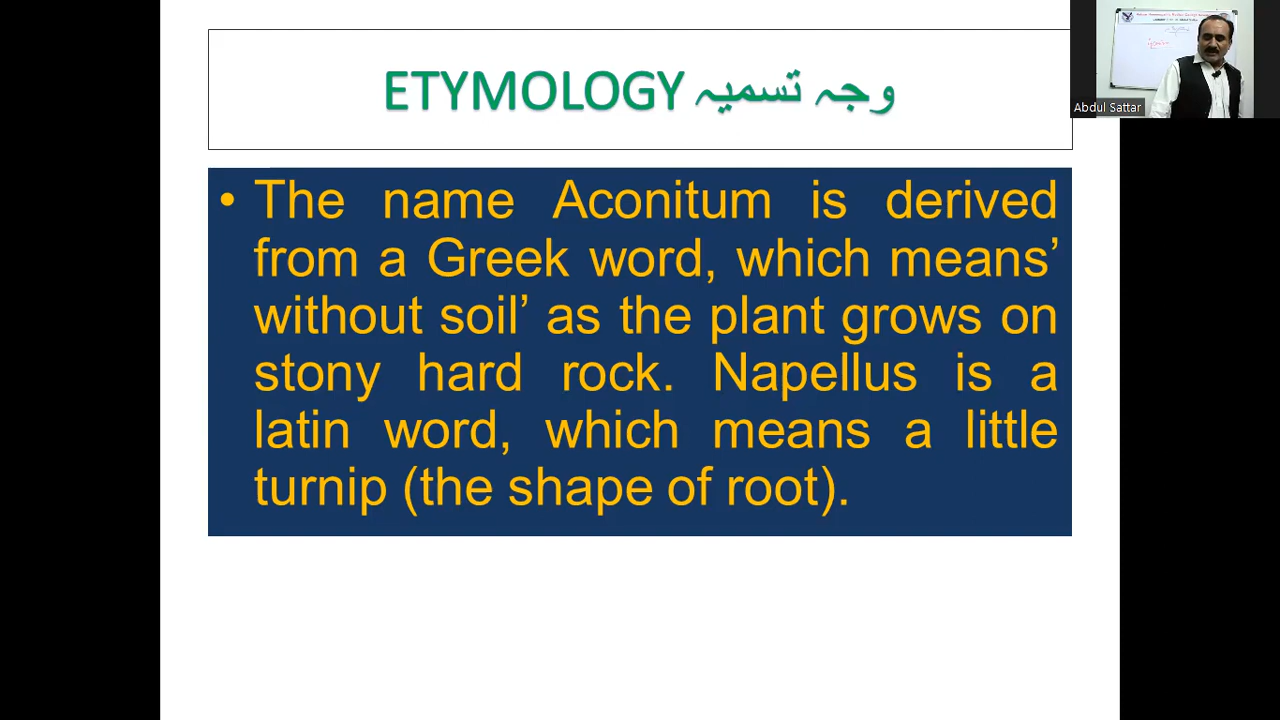 ETYMOLOGY وجہ تسمیہ
• The name Aconitum is derived
from a Greek word, which means’
without soil’ as the plant grows on
stony hard rock. Napellus is a
latin word, which means a little
turnip (the shape of root).
Abdul Sattar